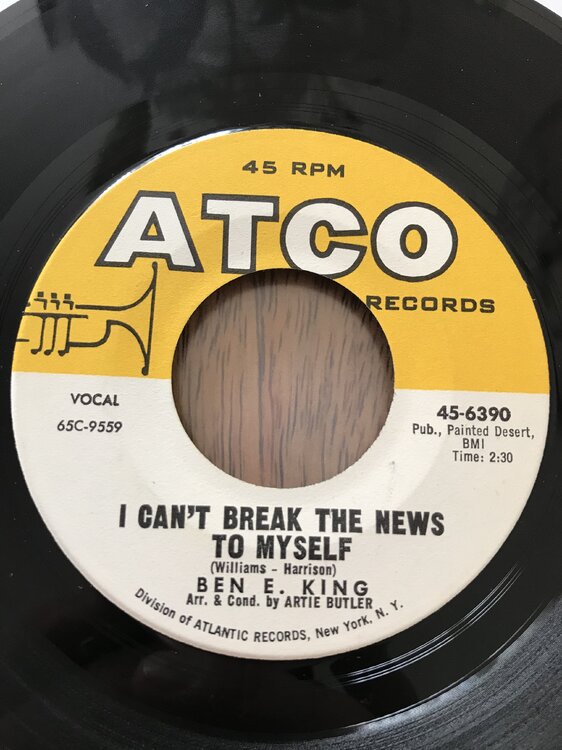 45 RPM
ATCO
RECORDS
VOCAL
65C-9559
45-6390
Pub., Painted Desert,
BMI
Time: 2:30
I CAN'T BREAK THE NEWS
TO MYSELF
(Williams - Harrison)
BEN E. KING
Arr. & Cond. by ARTIE BUTLER
Division of ATLANTIC RECORDS, New York, N. Y.